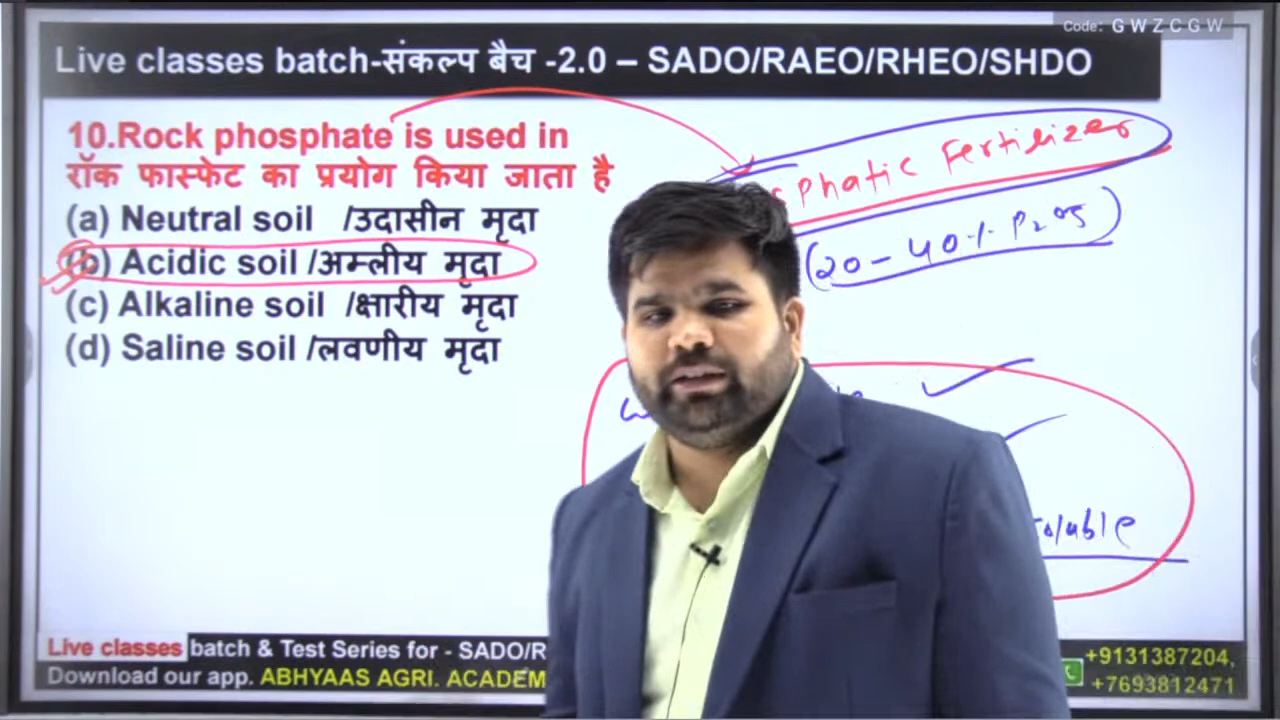 Code: G W Z C G W
Live classes batch-संकल्प बैच -2.0 – SADO/RAEO/RHEO/SHDO
10.Rock phosphate is used in
रॉक फास्फेट का प्रयोग किया जाता है
(a) Neutral soil /उदासीन मृदा
(b) Acidic soil /अम्लीय मृदा
(c) Alkaline soil /क्षारीय मृदा
(d) Saline soil /लवणीय मृदा
Fertilizer
(20-40% P2O5)
Live classes batch & Test Series for - SADO/R
Download our app. ABHYAAS AGRI. ACADEM
+9131387204,
+7693812471